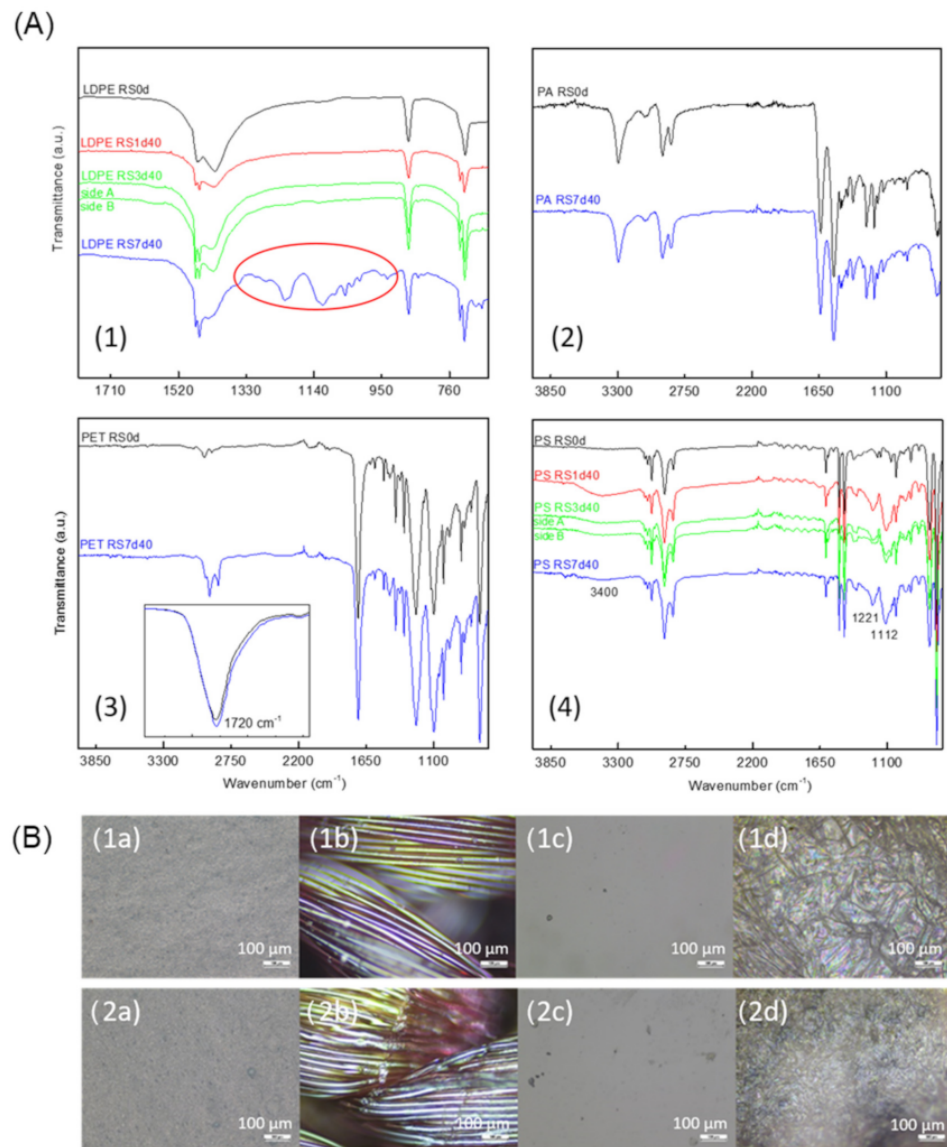 (A)
LDPE RS0d
LDPE RS1d40
LDPE RS3d40
side A
side B
LDPE RS7d40
(1)
Transmittance (a.u.)
1710 1520 1330 1140 950 760
PA RS0d
PA RS7d40
(2)
3850 3300 2750 2200 1650 1100
PET RS0d
PET RS7d40
1720 cm⁻¹
(3)
Transmittance (a.u.)
3850 3300 2750 2200 1650 1100
Wavenumber (cm⁻¹)
PS RS0d
PS RS1d40
PS RS3d40
side A
side B
PS RS7d40
3400
1221
1112
(4)
3850 3300 2750 2200 1650 1100
Wavenumber (cm⁻¹)
(B)
(1a) (1b) (1c) (1d)
100 μm 100 μm 100 μm 100 μm
(2a) (2b) (2c) (2d)
100 μm 100 μm 100 μm 100 μm